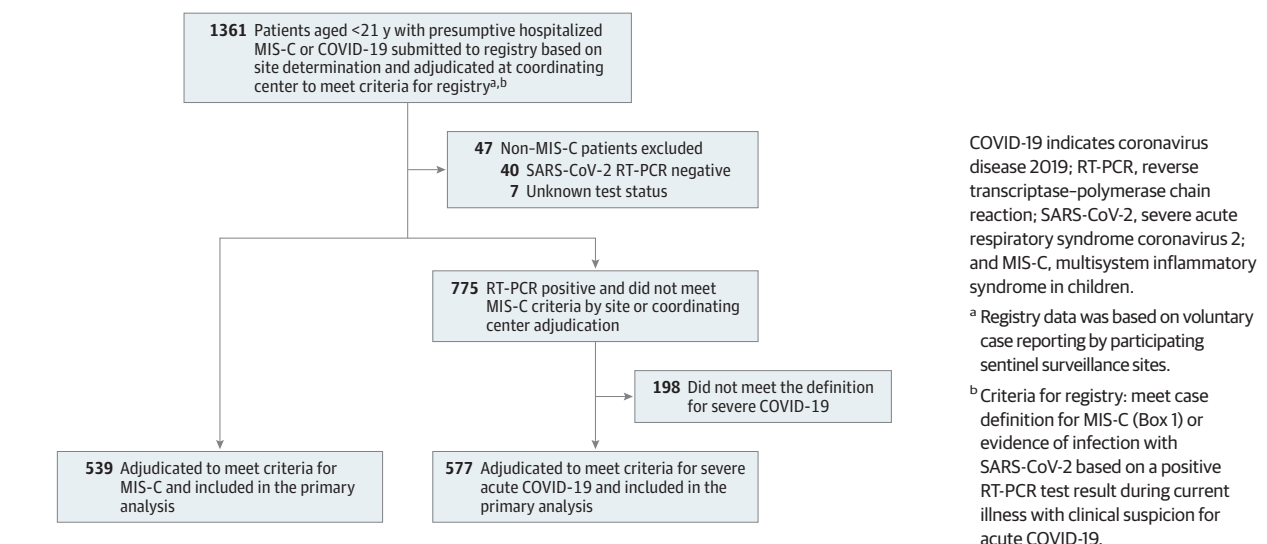 1361 Patients aged <21 y with presumptive hospitalized
MIS-C or COVID-19 submitted to registry based on
site determination and adjudicated at coordinating
center to meet criteria for registrya,b
47 Non-MIS-C patients excluded
40 SARS-CoV-2 RT-PCR negative
7 Unknown test status
775 RT-PCR positive and did not meet
MIS-C criteria by site or coordinating
center adjudication
198 Did not meet the definition
for severe COVID-19
539 Adjudicated to meet criteria for
MIS-C and included in the primary
analysis
577 Adjudicated to meet criteria for severe
acute COVID-19 and included in the
primary analysis
COVID-19 indicates coronavirus
disease 2019; RT-PCR, reverse
transcriptase–polymerase chain
reaction; SARS-CoV-2, severe acute
respiratory syndrome coronavirus 2;
and MIS-C, multisystem inflammatory
syndrome in children.
a Registry data was based on voluntary
case reporting by participating
sentinel surveillance sites.
b Criteria for registry: meet case
definition for MIS-C (Box 1) or
evidence of infection with
SARS-CoV-2 based on a positive
RT-PCR test result during current
illness with clinical suspicion for
acute COVID-19.